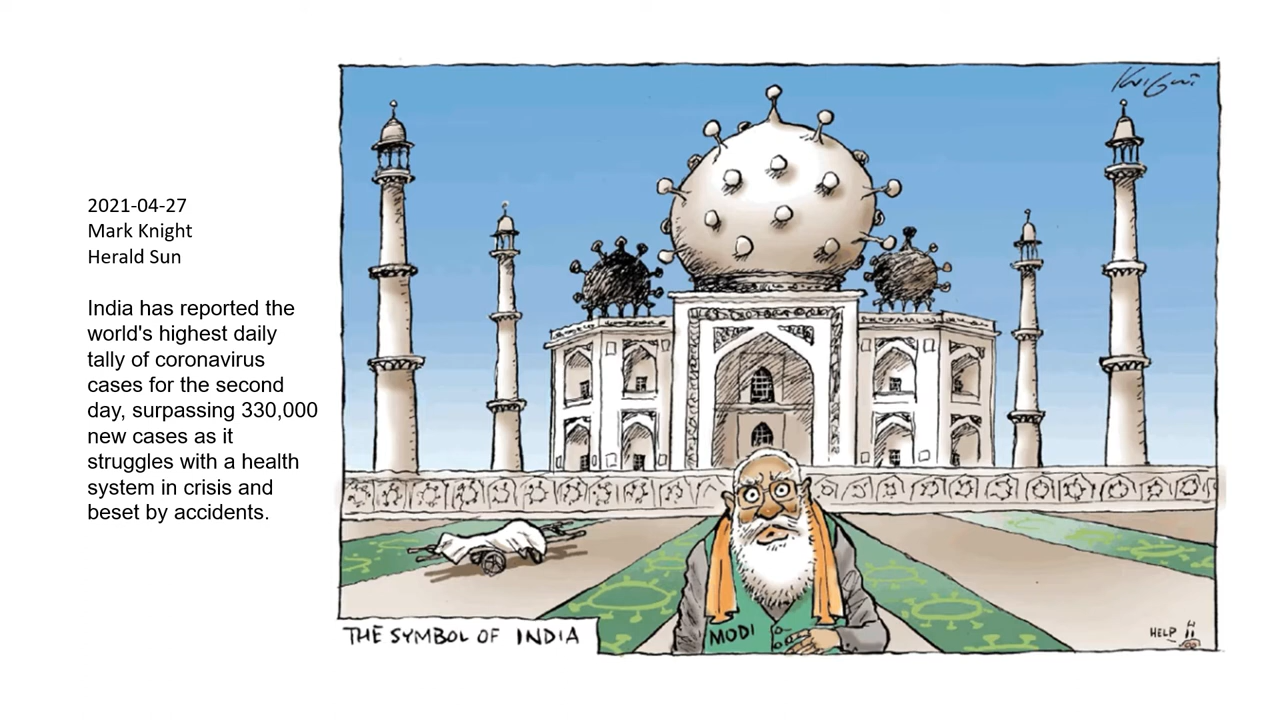 2021-04-27
Mark Knight
Herald Sun
India has reported the
world's highest daily
tally of coronavirus
cases for the second
day, surpassing 330,000
new cases as it
struggles with a health
system in crisis and
beset by accidents.
KNIGHT
THE SYMBOL OF INDIA
MODI
HELP